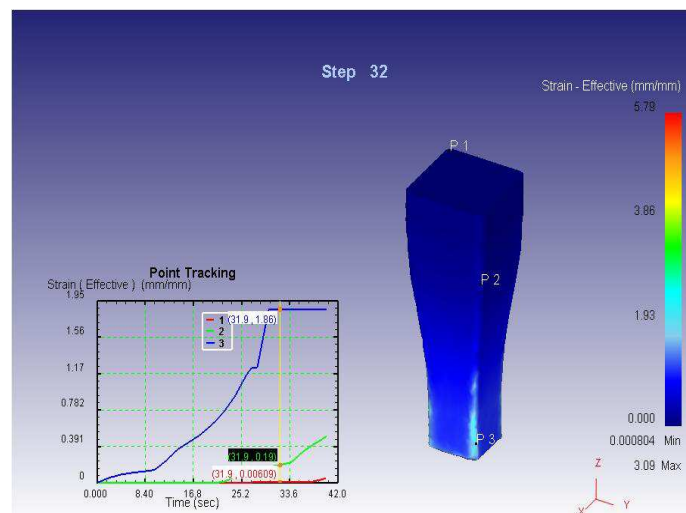 Step 32
Strain - Effective (mm/mm)
5.78
3.86
1.93
0.000
0.000804 Min
3.09 Max
P 1
P 2
P 3
Z
X
Y
Point Tracking
Strain ( Effective ) (mm/mm)
1.95
1.56
1.17
0.782
0.391
0
1
2
3
(31.9 , 1.86)
(31.9 , 0.19)
(31.9 , 0.00609)
0.000
8.40
16.8
25.2
33.6
42.0
Time (sec)